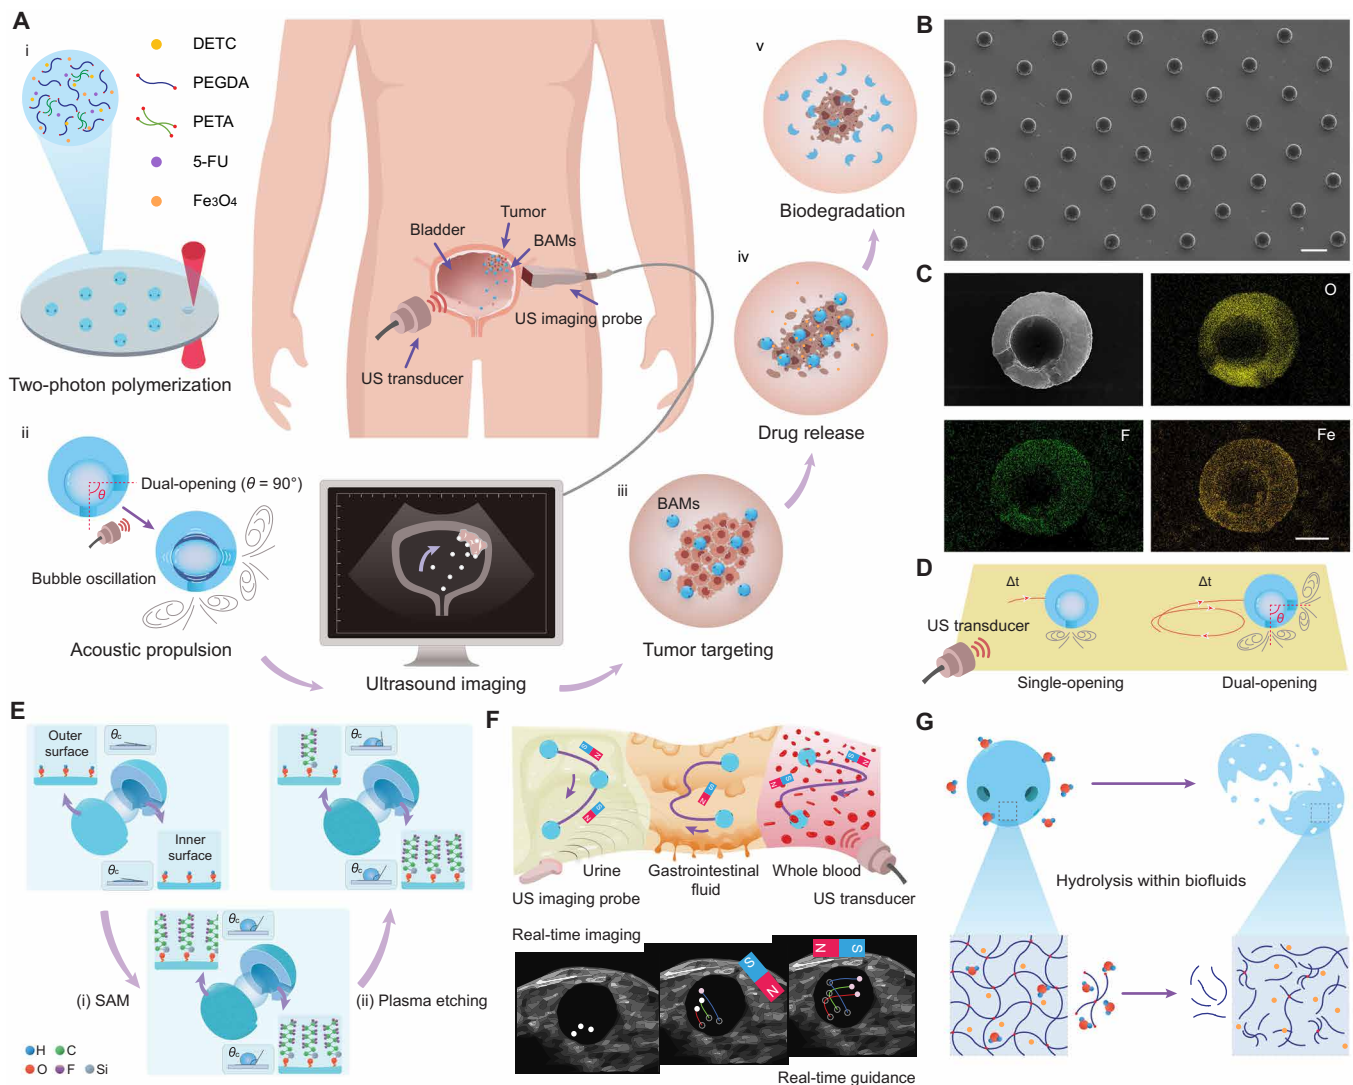 A
i
DETC
PEGDA
PETA
5-FU
Fe3O4
Two-photon polymerization
Bladder
Tumor
BAMs
US imaging probe
US transducer
ii
Dual-opening (θ = 90°)
θ
Bubble oscillation
Acoustic propulsion
Ultrasound imaging
iii
BAMs
Tumor targeting
iv
Drug release
v
Biodegradation
B
C
O
F
Fe
D
Δt
Δt
θ
US transducer
Single-opening
Dual-opening
E
Outer
surface
θc
θc
Inner
surface
θc
θc
θc
θc
(i) SAM
(ii) Plasma etching
H
C
O
F
Si
F
S
N
S
N
S
N
S
N
S
N
Urine
Gastrointestinal
fluid
Whole blood
US imaging probe
US transducer
Real-time imaging
S
N
N
S
Real-time guidance
G
Hydrolysis within biofluids